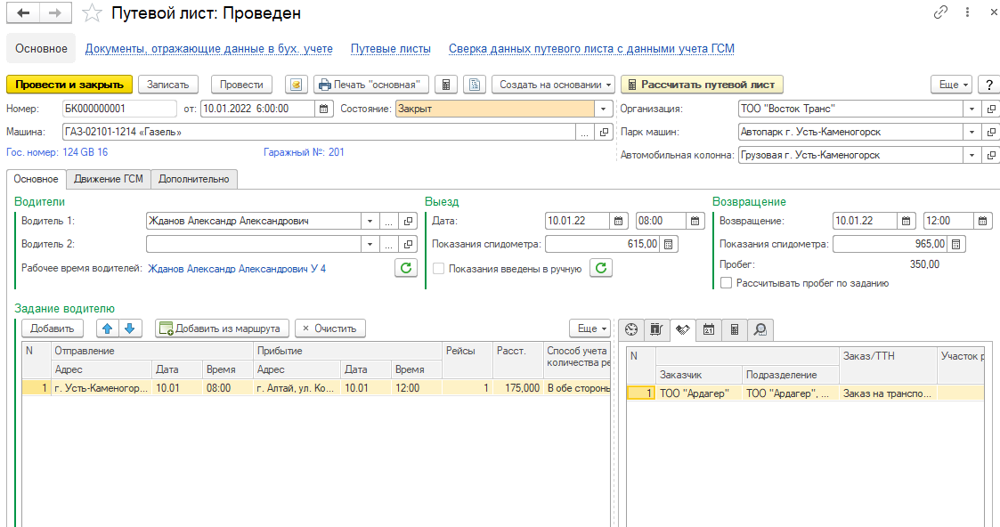 Путевой лист: Проведен
Основное Документы, отражающие данные в бух. учете Путевые листы Сверка данных путевого листа с данными учета ГСМ
Провести и закрыть Записать Провести Печать "основная" Создать на основании Рассчитать путевой лист Еще ?
Номер: БК000000001 от: 10.01.2022 6:00:00 Состояние: Закрыт Организация: ТОО "Восток Транс"
Машина: ГАЗ-02101-1214 «Газель» ... Парк машин: Автопарк г. Усть-Каменогорск
Гос. номер: 124 GB 16 Гаражный №: 201 Автомобильная колонна: Грузовая г. Усть-Каменогорск
Основное Движение ГСМ Дополнительно
Водители Выезд Возвращение
Водитель 1: Жданов Александр Александрович ... Дата: 10.01.22 08:00 Возвращение: 10.01.22 12:00
Водитель 2: ... Показания спидометра: 615,00 Показания спидометра: 965,00
Рабочее время водителей: Жданов Александр Александрович У 4 Показания введены в ручную Пробег: 350,00
Рассчитывать пробег по заданию
Задание водителю
Добавить Добавить из маршрута Очистить Еще
N Отправление Прибытие Рейсы Расст. Способ учета Заказ/ТТН Участок р
Адрес Дата Время Адрес Дата Время количества ре N Заказчик Подразделение
1 г. Усть-Каменогор... 10.01 08:00 г. Алтай, ул. Ко... 10.01 12:00 1 175,000 В обе стороны 1 ТОО "Ардагер" ТОО "Ардагер", ... Заказ на транспо...